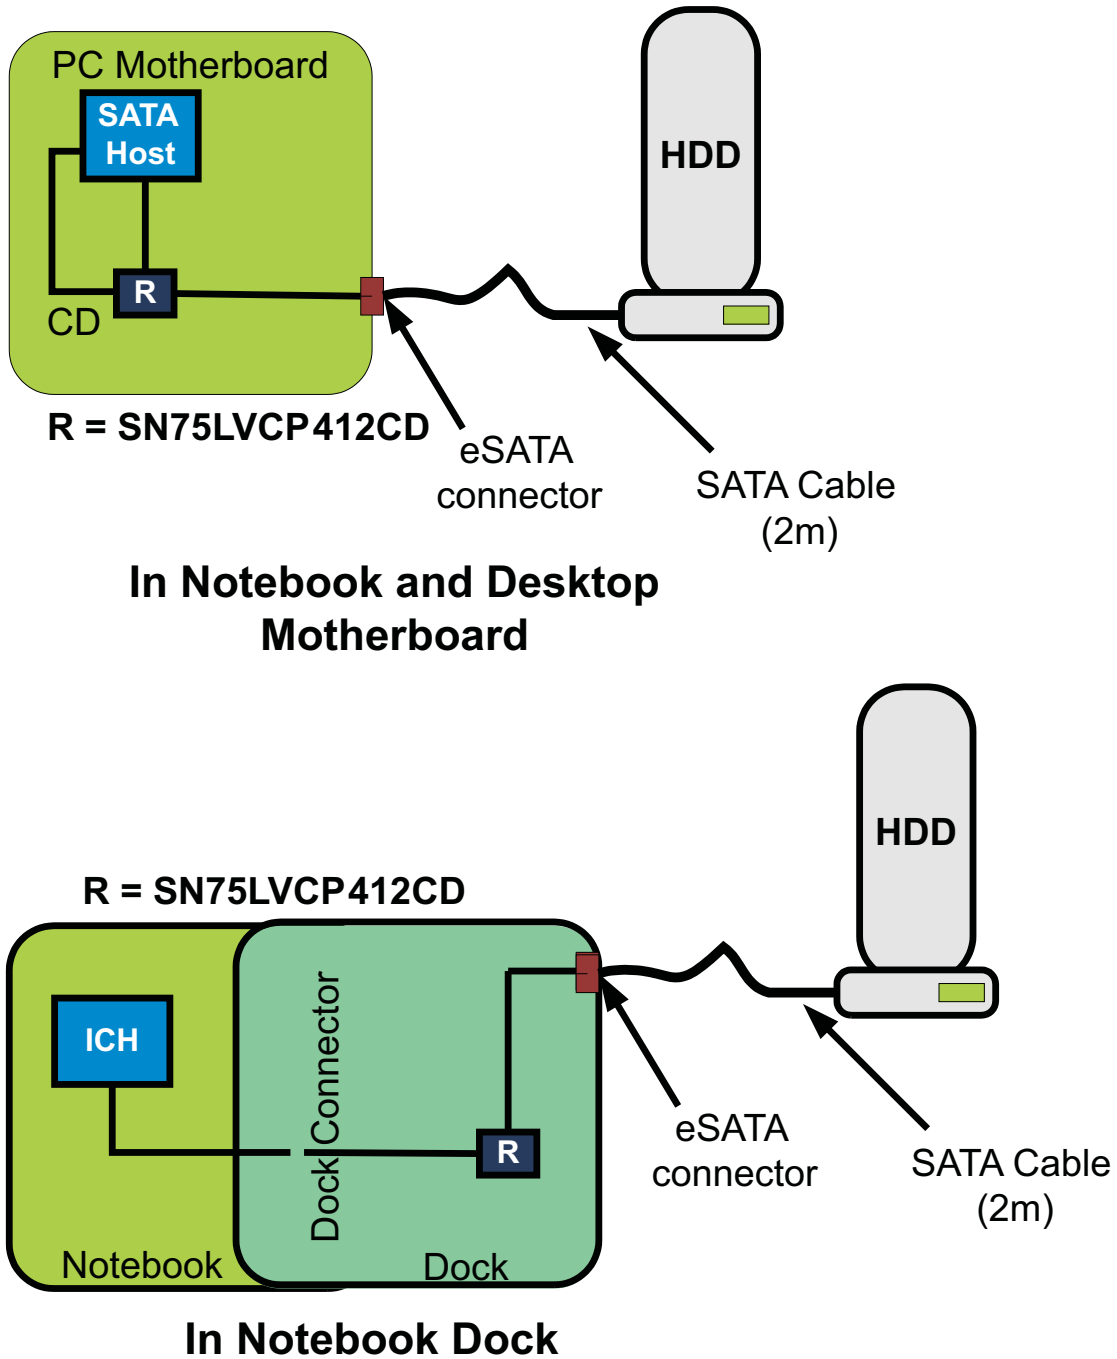 PC Motherboard
SATA
Host
HDD
R
CD
R = SN75LVCP412CD
eSATA
connector
SATA Cable
(2m)
In Notebook and Desktop
Motherboard
HDD
R = SN75LVCP412CD
ICH
Dock Connector
R
eSATA
connector
SATA Cable
(2m)
Notebook
Dock
In Notebook Dock